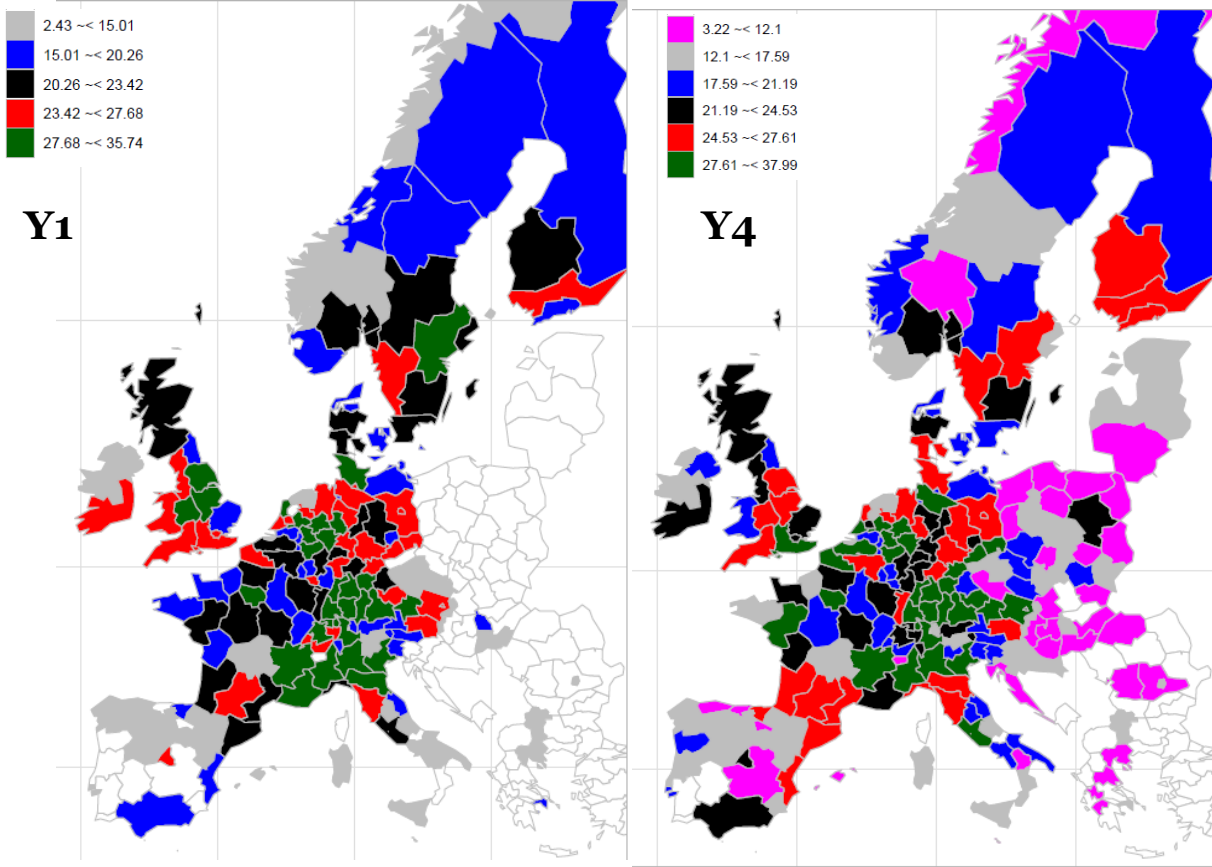 2.43 ~< 15.01
15.01 ~< 20.26
20.26 ~< 23.42
23.42 ~< 27.68
27.68 ~< 35.74
Y1
3.22 ~< 12.1
12.1 ~< 17.59
17.59 ~< 21.19
21.19 ~< 24.53
24.53 ~< 27.61
27.61 ~< 37.99
Y4